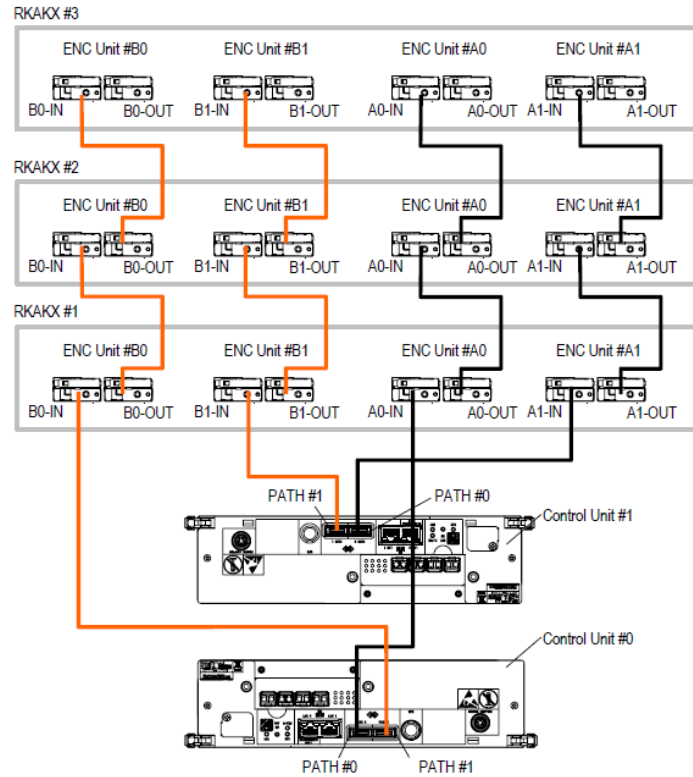 RKAKX #3
ENC Unit #B0 ENC Unit #B1 ENC Unit #A0 ENC Unit #A1
B0-IN B0-OUT B1-IN B1-OUT A0-IN A0-OUT A1-IN A1-OUT
RKAKX #2
ENC Unit #B0 ENC Unit #B1 ENC Unit #A0 ENC Unit #A1
B0-IN B0-OUT B1-IN B1-OUT A0-IN A0-OUT A1-IN A1-OUT
RKAKX #1
ENC Unit #B0 ENC Unit #B1 ENC Unit #A0 ENC Unit #A1
B0-IN B0-OUT B1-IN B1-OUT A0-IN A0-OUT A1-IN A1-OUT
PATH #1 PATH #0
Control Unit #1
Control Unit #0
PATH #0 PATH #1